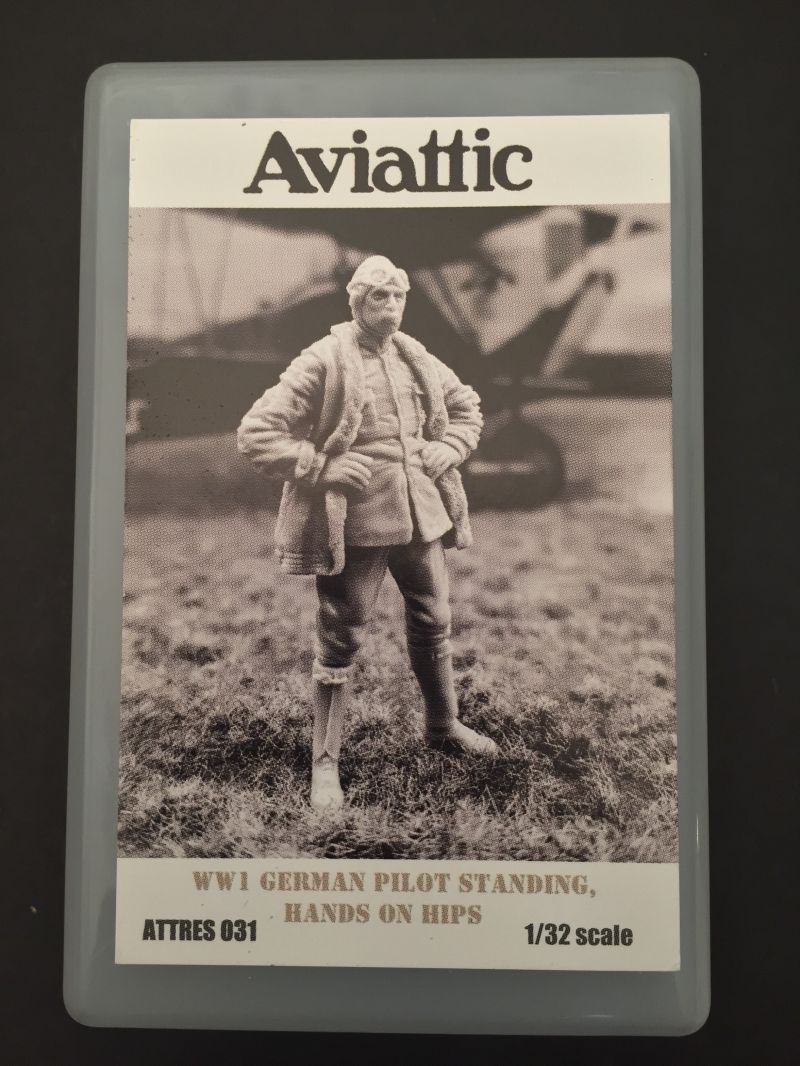 Aviattic
WW1 GERMAN PILOT STANDING,
HANDS ON HIPS
ATTRES 031
1/32 scale